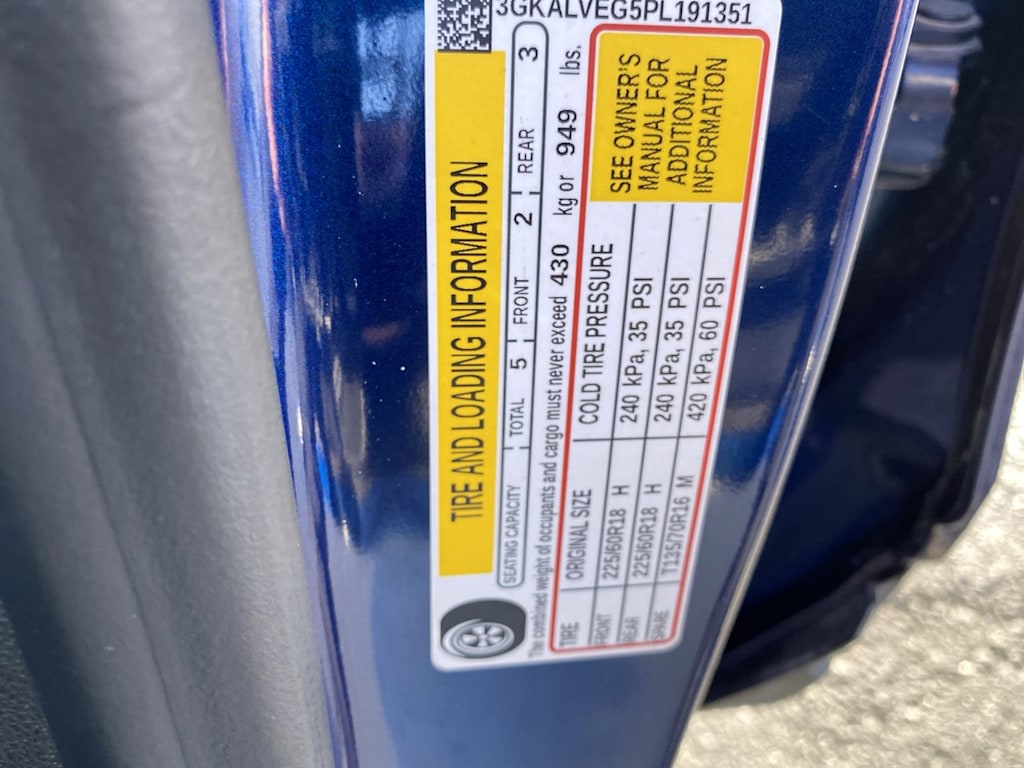 3GKALVEG5PL191351
TIRE AND LOADING INFORMATION
SEATING CAPACITY TOTAL 5 FRONT 2 REAR 3
The combined weight of occupants and cargo must never exceed 430 kg or 949 lbs.
TIRE ORIGINAL SIZE COLD TIRE PRESSURE
FRONT 225/60R18 H 240 kPa, 35 PSI
REAR 225/60R18 H 240 kPa, 35 PSI
SPARE T135/70R16 M 420 kPa, 60 PSI
SEE OWNER'S
MANUAL FOR
ADDITIONAL
INFORMATION